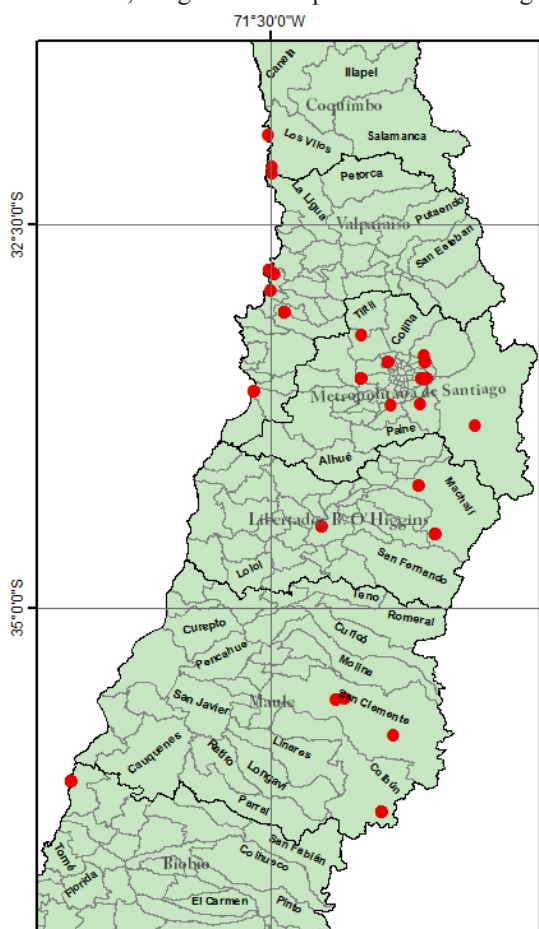 71°30'0"W
Canela
Illapel
Coquimbo
Los Vilos
Salamanca
Petorca
La Ligua
Putaendo
32°30'0"S
Valparaíso
San Esteban
Tiltil
Colina
Metropolitana de Santiago
Paine
Alhué
Machalí
Libertador B. O'Higgins
San Fernando
Lolol
35°0'0"S
Teno
Romeral
Curepto
Curicó
Pencahue
Molina
San Javier
Maule
San Clemente
Cauquenes
Retiro
Linares
Longaví
Colbún
Parral
San Fabián
Tomé
Biobío
Coihueco
Florida
El Carmen
Pinto